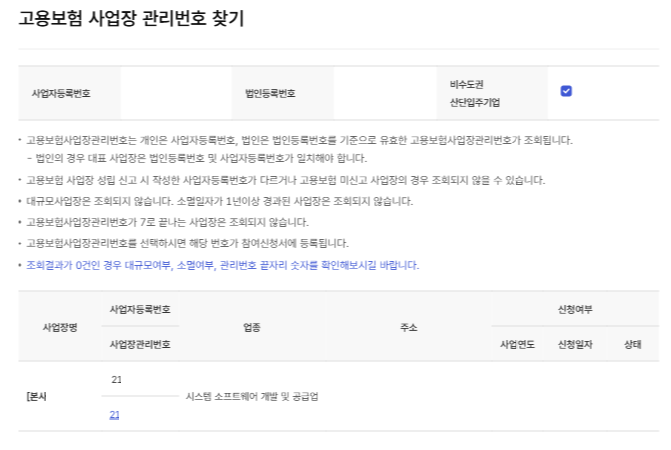 고용보험 사업장 관리번호 찾기
사업자등록번호
법인등록번호
비수도권
산단입주기업
• 고용보험사업장관리번호는 개인은 사업자등록번호, 법인은 법인등록번호를 기준으로 유효한 고용보험사업장관리번호가 조회됩니다.
- 법인의 경우 대표 사업장은 법인등록번호 및 사업자등록번호가 일치해야 합니다.
• 고용보험 사업장 성립 신고 시 작성한 사업자등록번호가 다르거나 고용보험 미신고 사업장의 경우 조회되지 않을 수 있습니다.
• 대규모사업장은 조회되지 않습니다. 소멸일자가 1년이상 경과된 사업장은 조회되지 않습니다.
• 고용보험사업장관리번호가 7로 끝나는 사업장은 조회되지 않습니다.
• 고용보험사업장관리번호를 선택하시면 해당 번호가 참여신청서에 등록됩니다.
• 조회결과가 0건인 경우 대규모여부, 소멸여부, 관리번호 끝자리 숫자를 확인해보시길 바랍니다.
사업장명
사업자등록번호
사업장관리번호
업종
주소
신청여부
사업연도 신청일자 상태
[본사
21
21
시스템 소프트웨어 개발 및 공급업